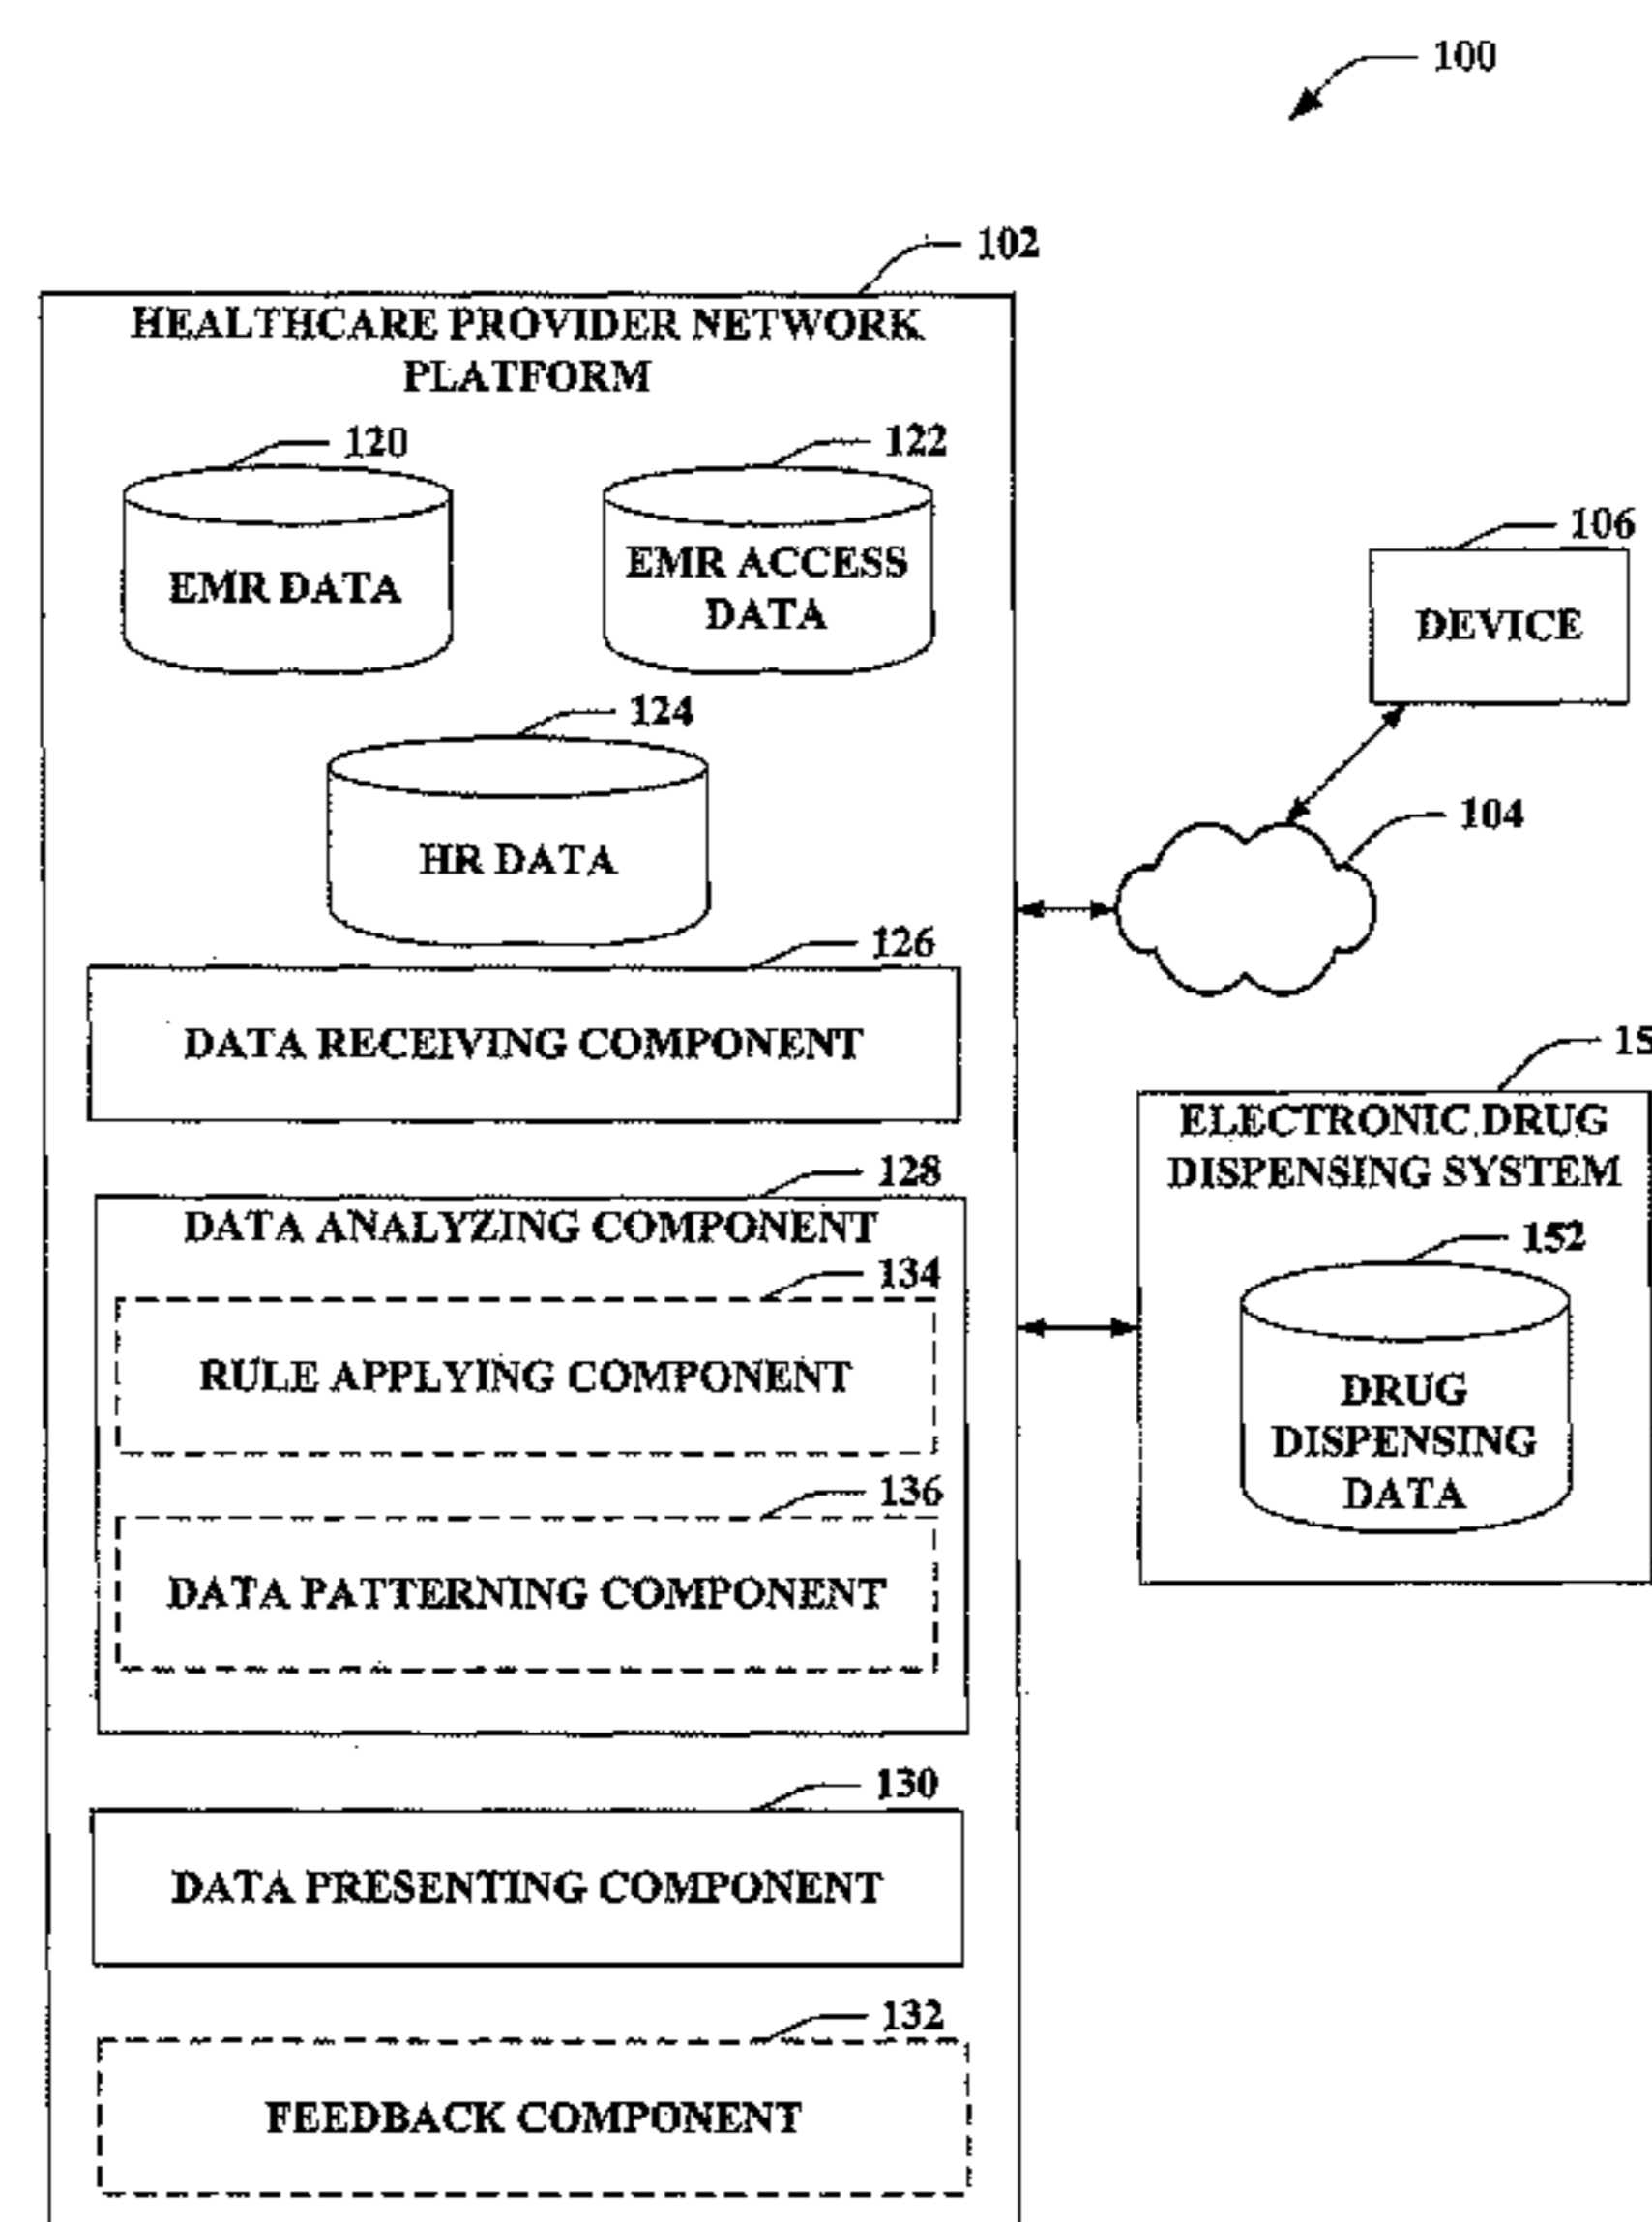 100
102
HEALTHCARE PROVIDER NETWORK
PLATFORM
120
122
EMR DATA
EMR ACCESS
DATA
106
DEVICE
124
HR DATA
104
126
DATA RECEIVING COMPONENT
15
ELECTRONIC DRUG
DISPENSING SYSTEM
128
DATA ANALYZING COMPONENT
134
RULE APPLYING COMPONENT
152
DRUG
DISPENSING
DATA
136
DATA PATTERNING COMPONENT
130
DATA PRESENTING COMPONENT
132
FEEDBACK COMPONENT